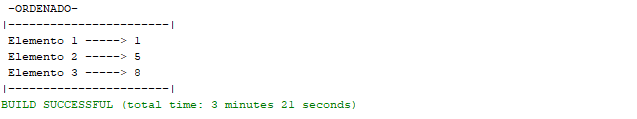 -ORDENADO-
|-----------------------|
Elemento 1 -----> 1
Elemento 2 -----> 5
Elemento 3 -----> 8
|-----------------------|
BUILD SUCCESSFUL (total time: 3 minutes 21 seconds)